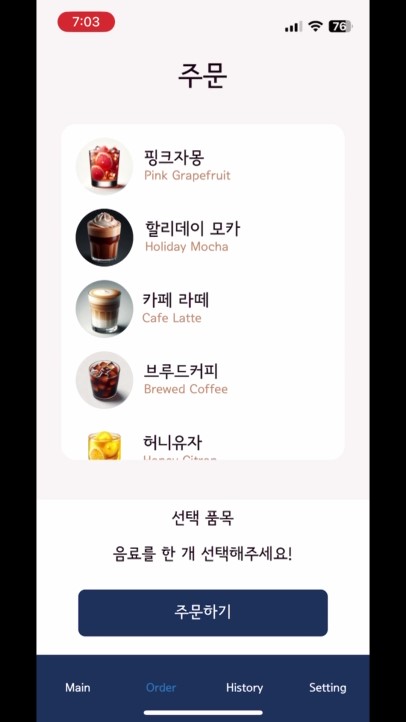 7:03
76
주문
핑크자몽
Pink Grapefruit
할리데이 모카
Holiday Mocha
카페 라떼
Cafe Latte
브루드커피
Brewed Coffee
허니유자
Honey Citron
선택 품목
음료를 한 개 선택해주세요!
주문하기
Main Order History Setting